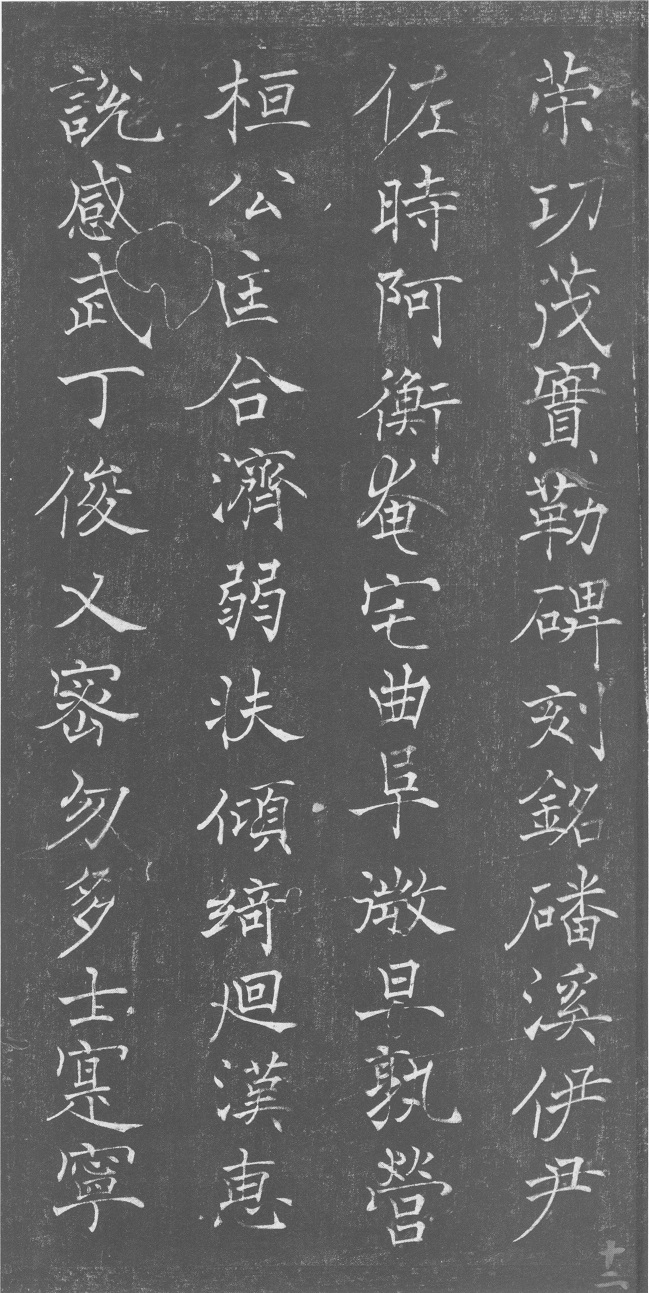 荣功茂實勒碑刻銘磻溪伊尹
佐時阿衡奄宅曲阜微旦孰營
桓公匡合濟弱扶傾綺迴漢惠
說感武丁俊乂密勿多士寔寧
十二